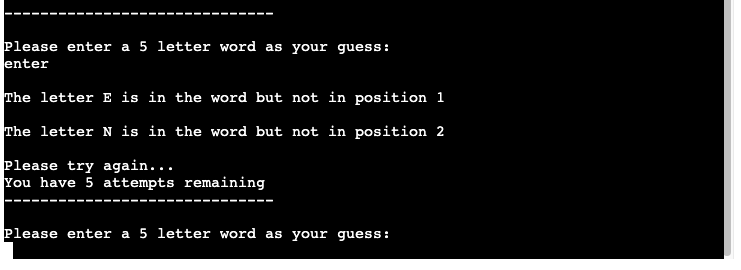 ------------------------------
Please enter a 5 letter word as your guess:
enter
The letter E is in the word but not in position 1
The letter N is in the word but not in position 2
Please try again...
You have 5 attempts remaining
------------------------------
Please enter a 5 letter word as your guess: